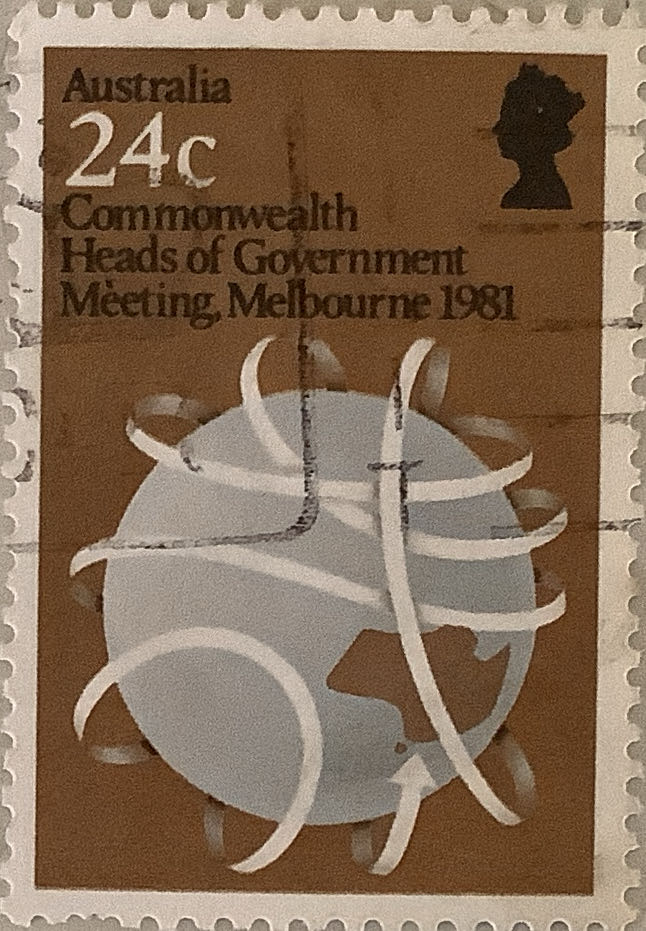 Australia
24c
Commonwealth
Heads of Government
Meeting, Melbourne 1981